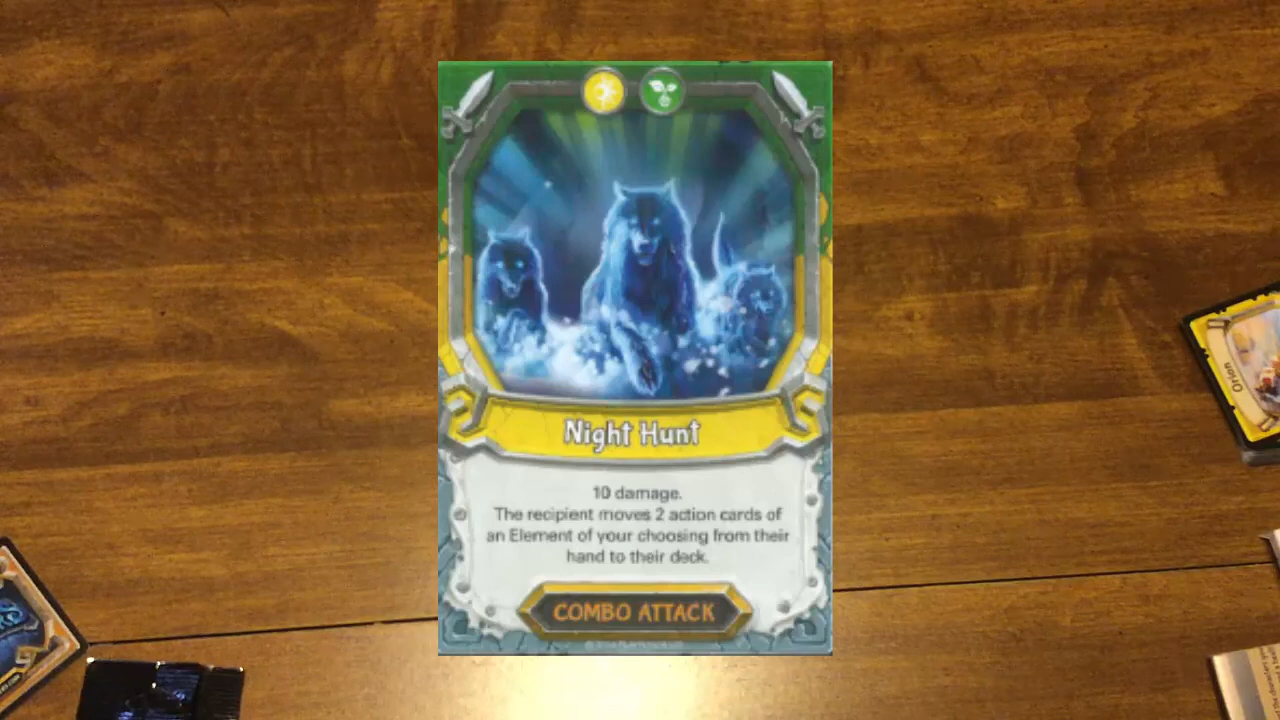 Night Hunt
10 damage.
The recipient moves 2 action cards of
an Element of your choosing from their
hand to their deck.
COMBO ATTACK
Orion